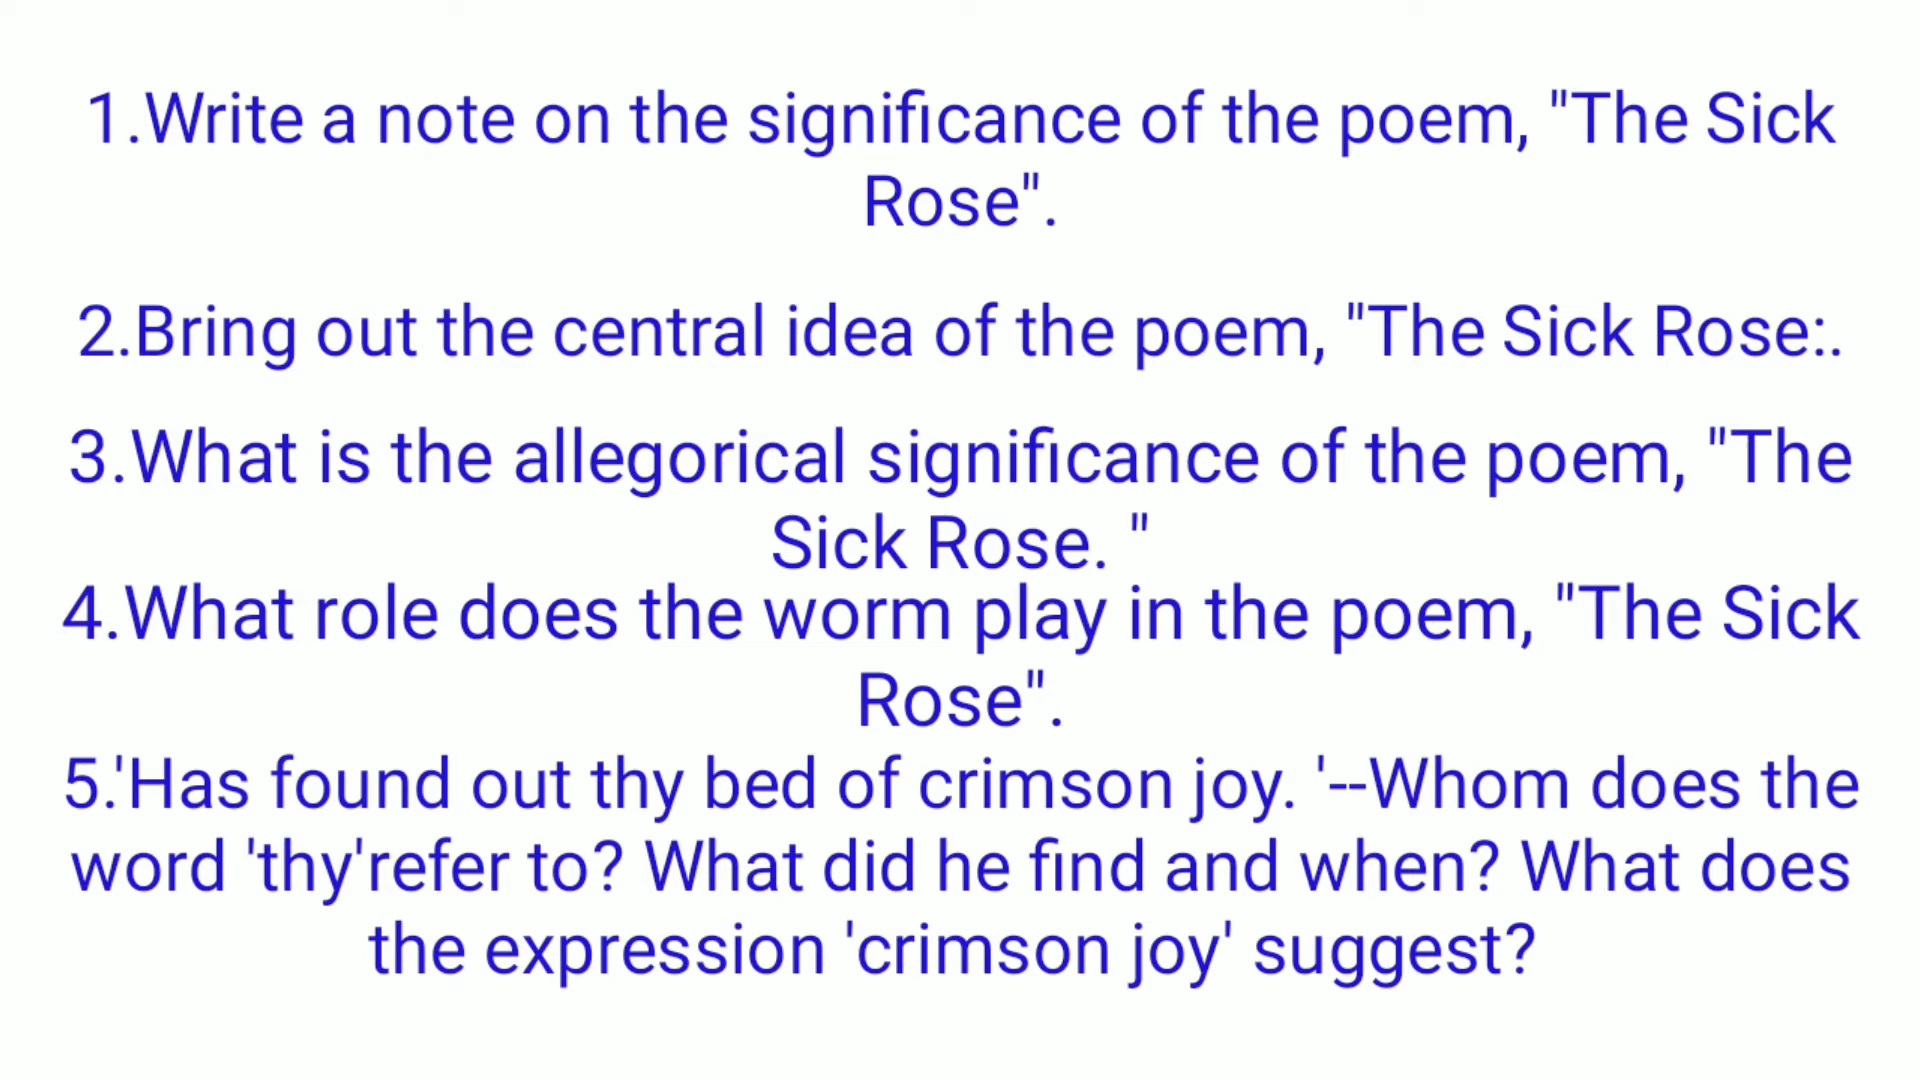 1.Write a note on the significance of the poem, "The Sick
Rose".
2.Bring out the central idea of the poem, "The Sick Rose:.
3.What is the allegorical significance of the poem, "The
Sick Rose. "
4.What role does the worm play in the poem, "The Sick
Rose".
5.'Has found out thy bed of crimson joy. '--Whom does the
word 'thy'refer to? What did he find and when? What does
the expression 'crimson joy' suggest?